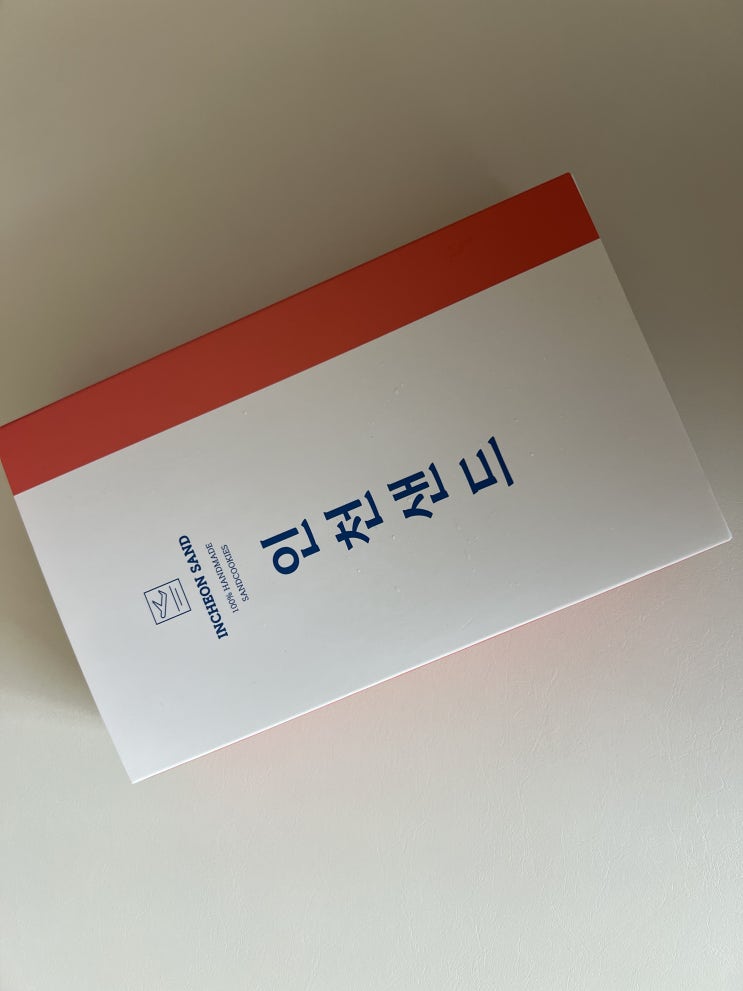 INCHEON SAND
100% HANDMADE
SANDCOOKIES
인천샌드